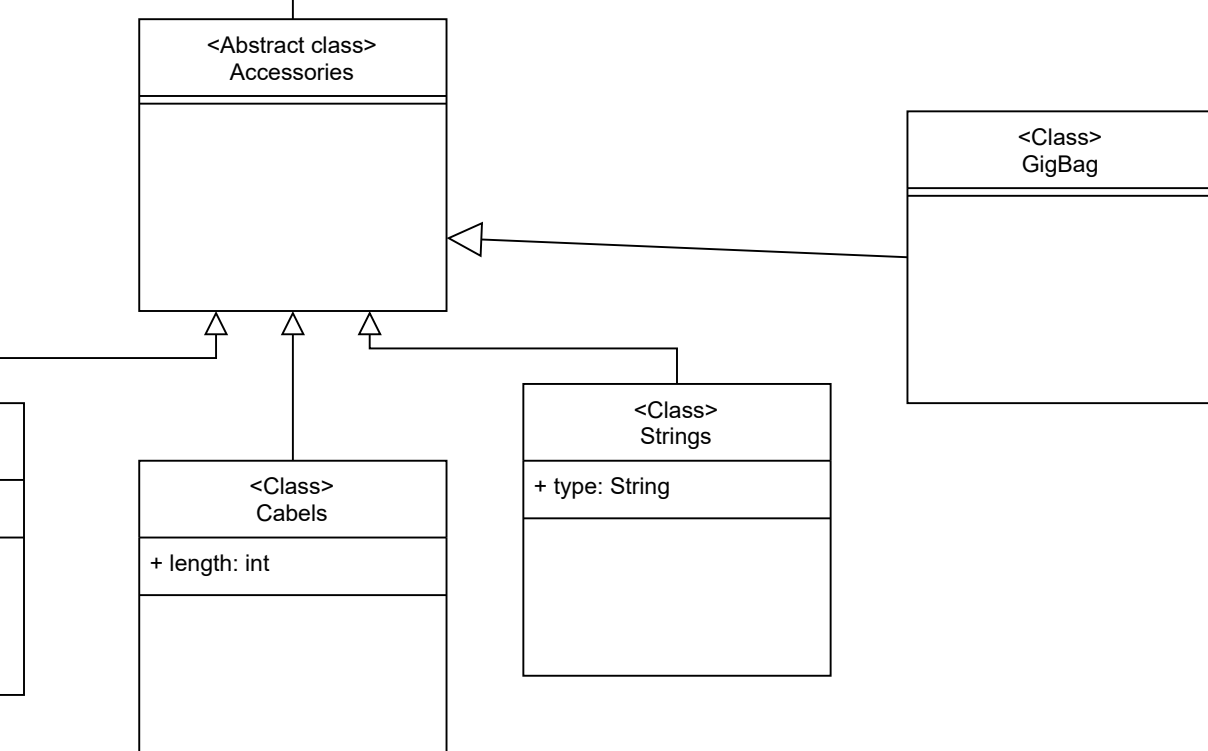 <Abstract class>
Accessories
<Class>
GigBag
<Class>
Strings
+ type: String
<Class>
Cabels
+ length: int